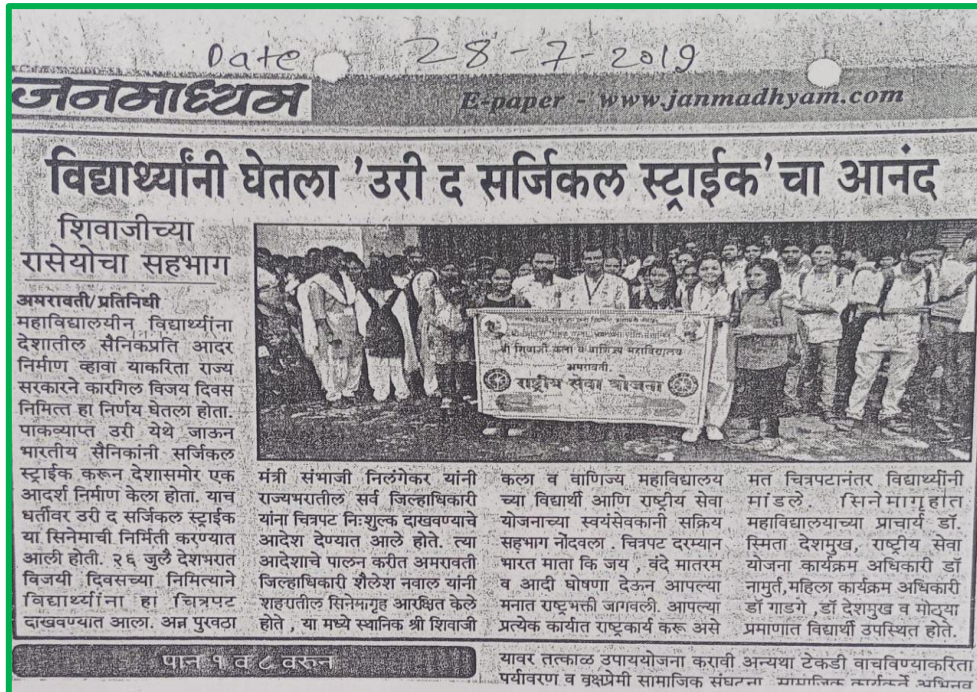 Date 28-7-2019
जनमाध्यम
E-paper - www.janmadhyam.com
विद्यार्थ्यांनी घेतला 'उरी द सर्जिकल स्ट्राईक'चा आनंद
शिवाजीच्या
रासेयोचा सहभाग
अमरावती/प्रतिनिधी
महाविद्यालयीन विद्यार्थ्यांना
देशातील सैनिकप्रति आदर
निर्माण व्हावा याकरिता राज्य
सरकारने कारगिल विजय दिवस
निमित्त हा निर्णय घेतला होता.
पाकव्याप्त उरी येथे जाऊन
भारतीय सैनिकांनी सर्जिकल
स्ट्राईक करून देशासमोर एक
आदर्श निर्माण केला होता. याच
धर्तीवर उरी द सर्जिकल स्ट्राईक
या सिनेमाची निर्मिती करण्यात
आली होती. २६ जुलै देशभरात
विजयी दिवसच्या निमित्याने
विद्यार्थ्यांना हा चित्रपट
दाखवण्यात आला. अन्न पुरवठा
श्री शिवाजी कला व वाणिज्य महाविद्यालय
अमरावती.
राष्ट्रीय सेवा योजना
मंत्री संभाजी निलंगेकर यांनी
राज्यभरातील सर्व जिल्हाधिकारी
यांना चित्रपट निःशुल्क दाखवण्याचे
आदेश देण्यात आले होते. त्या
आदेशाचे पालन करीत अमरावती
जिल्हाधिकारी शैलेश नवाल यांनी
शहरातील सिनेमागृह आरक्षित केले
होते , या मध्ये स्थानिक श्री शिवाजी
कला व वाणिज्य महाविद्यालय
च्या विद्यार्थी आणि राष्ट्रीय सेवा
योजनाच्या स्वयंसेवकानी सक्रिय
सहभाग नोंदवला . चित्रपट दरम्यान
भारत माता कि जय , वंदे मातरम
व आदी घोषणा देऊन आपल्या
मनात राष्ट्रभक्ती जागवली. आपल्या
प्रत्येक कार्यात राष्ट्रकार्य करू असे
मत चित्रपटानंतर विद्यार्थ्यांनी
मांडले. सिनेमागृहात
महाविद्यालयाच्या प्राचार्य डॉ.
स्मिता देशमुख, राष्ट्रीय सेवा
योजना कार्यक्रम अधिकारी डॉ
नामुर्त,महिला कार्यक्रम अधिकारी
डॉ गाडगे , डॉ देशमुख व मोठ्या
प्रमाणात विद्यार्थी उपस्थित होते.
पान १ व ८ वरुन
यावर तत्काळ उपाययोजना करावी अन्यथा टेकडी वाचविण्याकरिता
पर्यावरण व वृक्षप्रेमी सामाजिक संघटना